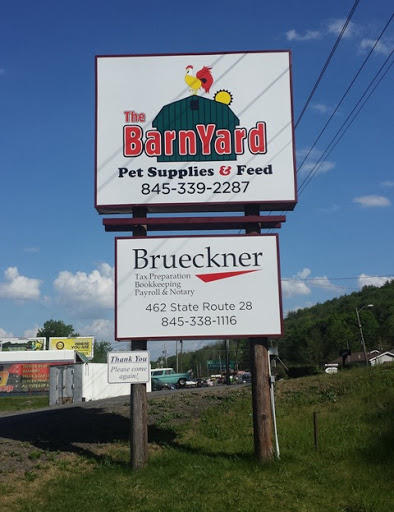 The
BarnYard
Pet Supplies & Feed
845-339-2287
Brueckner
Tax Preparation
Bookkeeping
Payroll & Notary
462 State Route 28
845-338-1116
Thank You
Please come
again!